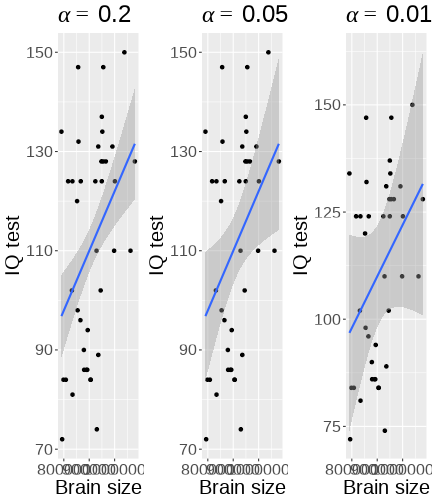 α = 0.2
α = 0.05
α = 0.01
150
130
110
90
70
IQ test
Brain size
150
130
110
90
70
IQ test
Brain size
150
125
100
75
IQ test
Brain size